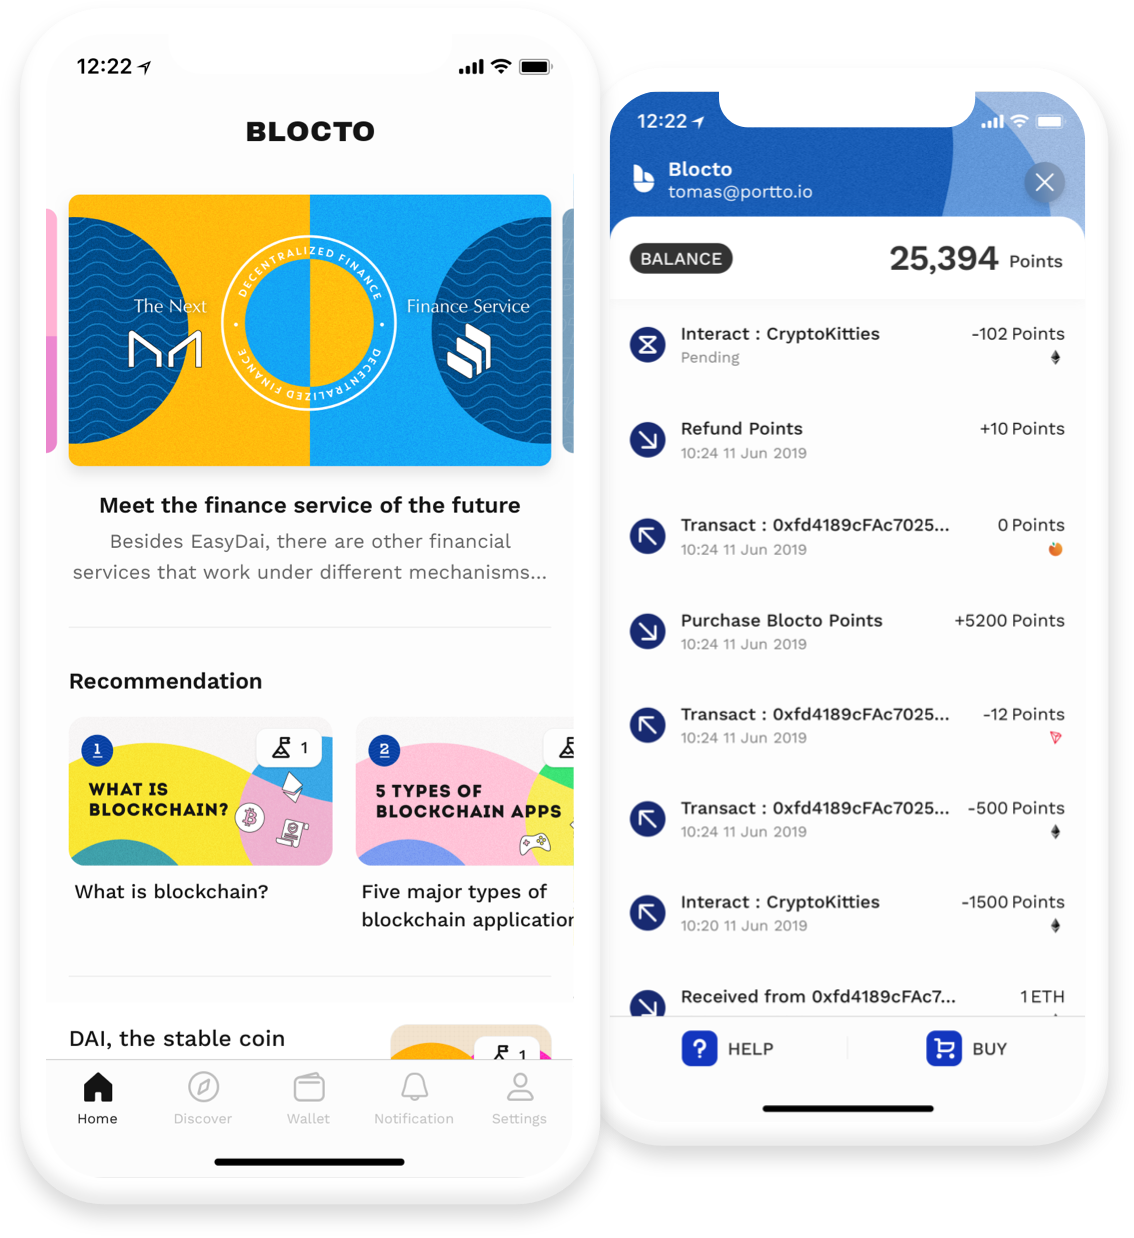 12:22
BLOCTO
DECENTRALIZED FINANCE
The Next
Finance Service
DECENTRALIZED FINANCE
Meet the finance service of the future
Besides EasyDai, there are other financial
services that work under different mechanisms...
Recommendation
1
1
WHAT IS
BLOCKCHAIN?
What is blockchain?
2
5 TYPES OF
BLOCKCHAIN APPS
Five major types of
blockchain application
DAI, the stable coin
1
Home
Discover
Wallet
Notification
Settings
12:22
Blocto
tomas@portto.io
BALANCE
25,394 Points
Interact : CryptoKitties -102 Points
Pending
Refund Points +10 Points
10:24 11 Jun 2019
Transact : 0xfd4189cFAc7025... 0 Points
10:24 11 Jun 2019
Purchase Blocto Points +5200 Points
10:24 11 Jun 2019
Transact : 0xfd4189cFAc7025... -12 Points
10:24 11 Jun 2019
Transact : 0xfd4189cFAc7025... -500 Points
10:24 11 Jun 2019
Interact : CryptoKitties -1500 Points
10:20 11 Jun 2019
Received from 0xfd4189cFAc7... 1 ETH
? HELP
BUY